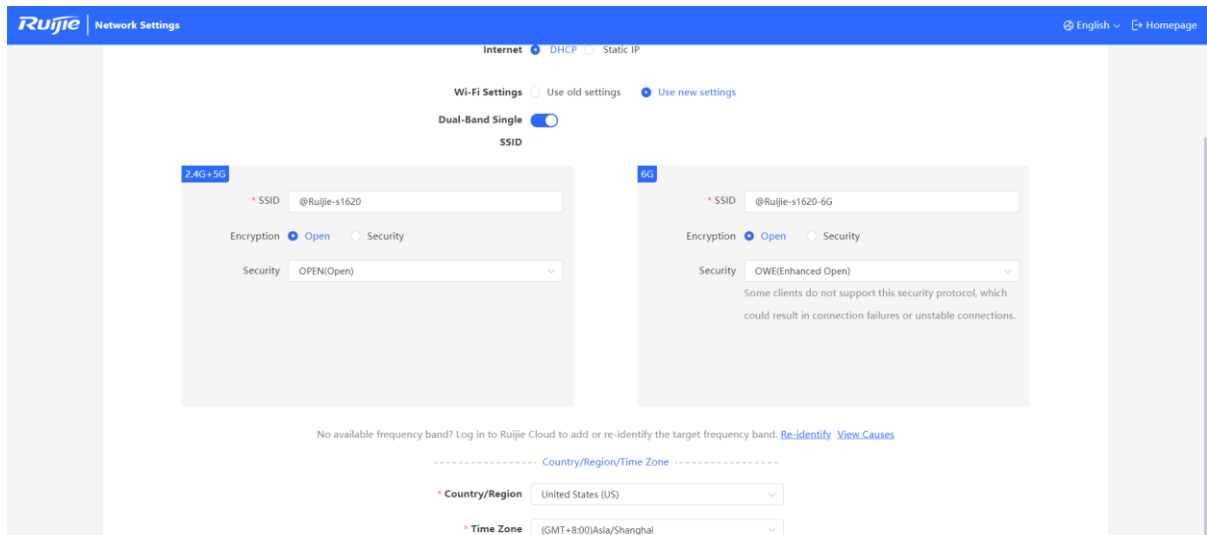 Ruijie Network Settings English Homepage
Internet DHCP Static IP
Wi-Fi Settings Use old settings Use new settings
Dual-Band Single
SSID
2.4G+5G
* SSID @Ruijie-s1620
Encryption Open Security
Security OPEN(Open)
6G
* SSID @Ruijie-s1620-6G
Encryption Open Security
Security OWE(Enhanced Open)
Some clients do not support this security protocol, which
could result in connection failures or unstable connections.
No available frequency band? Log in to Ruijie Cloud to add or re-identify the target frequency band. Re-identify View Causes
Country/Region/Time Zone
* Country/Region United States (US)
* Time Zone (GMT+8:00)Asia/Shanghai